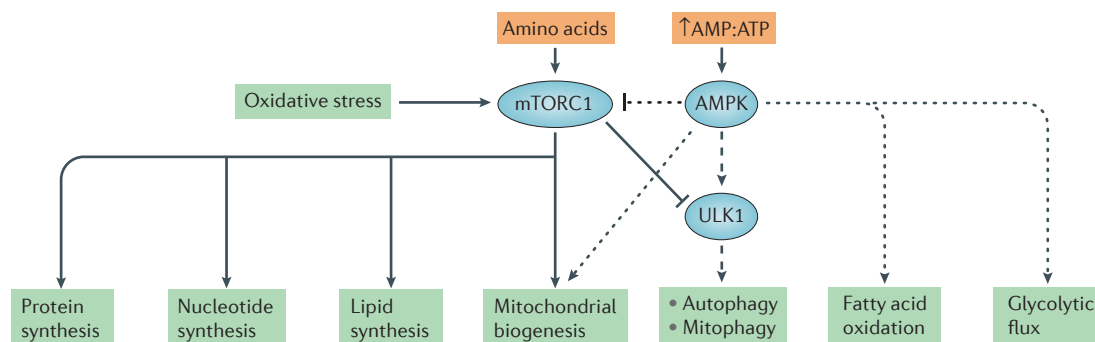 Amino acids
↑AMP:ATP
Oxidative stress
mTORC1
AMPK
ULK1
Protein
synthesis
Nucleotide
synthesis
Lipid
synthesis
Mitochondrial
biogenesis
• Autophagy
• Mitophagy
Fatty acid
oxidation
Glycolytic
flux